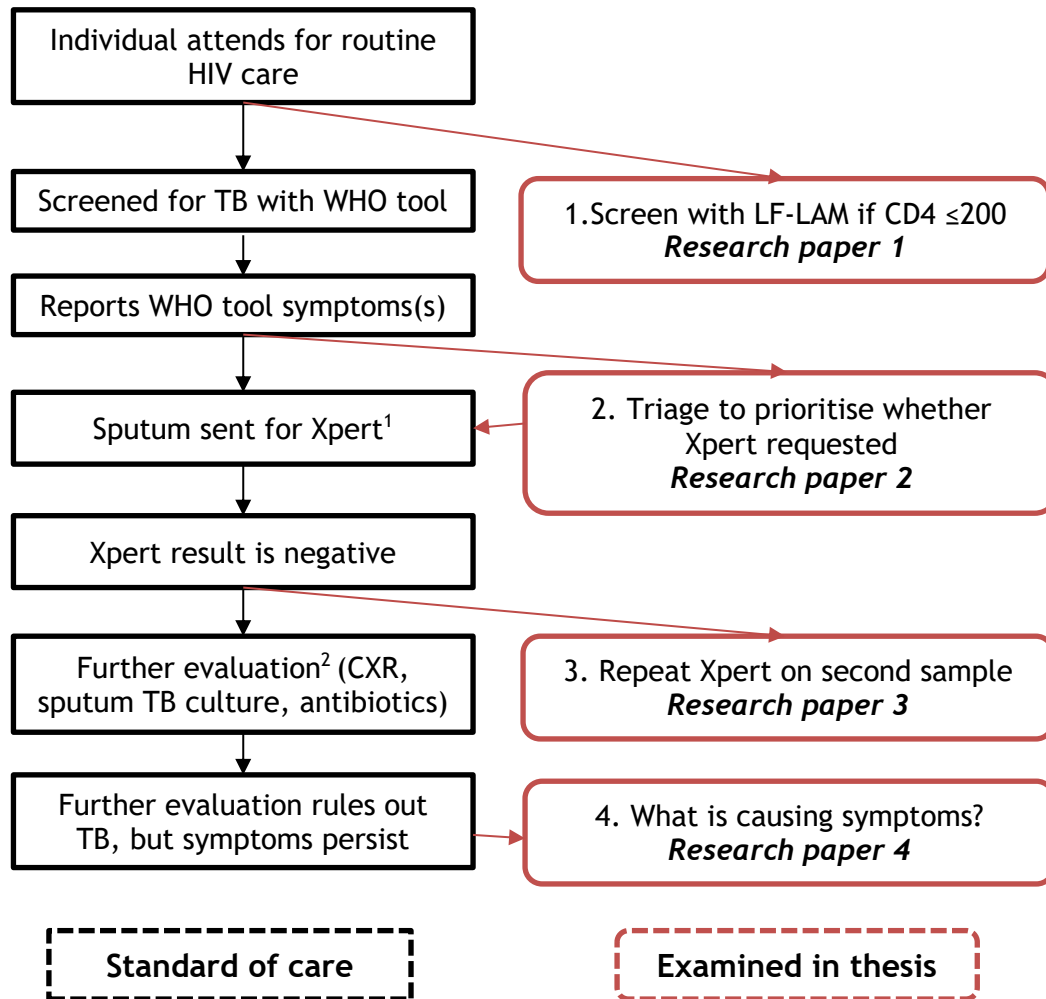 Individual attends for routine
HIV care
Screened for TB with WHO tool
1.Screen with LF-LAM if CD4 ≤200
Research paper 1
Reports WHO tool symptoms(s)
Sputum sent for Xpert1
2. Triage to prioritise whether
Xpert requested
Research paper 2
Xpert result is negative
Further evaluation2 (CXR,
sputum TB culture, antibiotics)
3. Repeat Xpert on second sample
Research paper 3
Further evaluation rules out
TB, but symptoms persist
4. What is causing symptoms?
Research paper 4
Standard of care
Examined in thesis